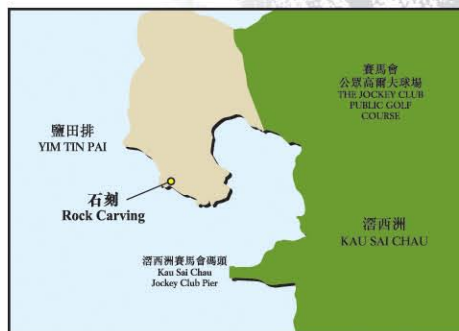 賽馬會
公眾高爾夫球場
THE JOCKEY CLUB
PUBLIC GOLF
COURSE
鹽田排
YIM TIN PAI
石刻
Rock Carving
滘西洲
KAU SAI CHAU
滘西洲賽馬會碼頭
Kau Sai Chau
Jockey Club Pier